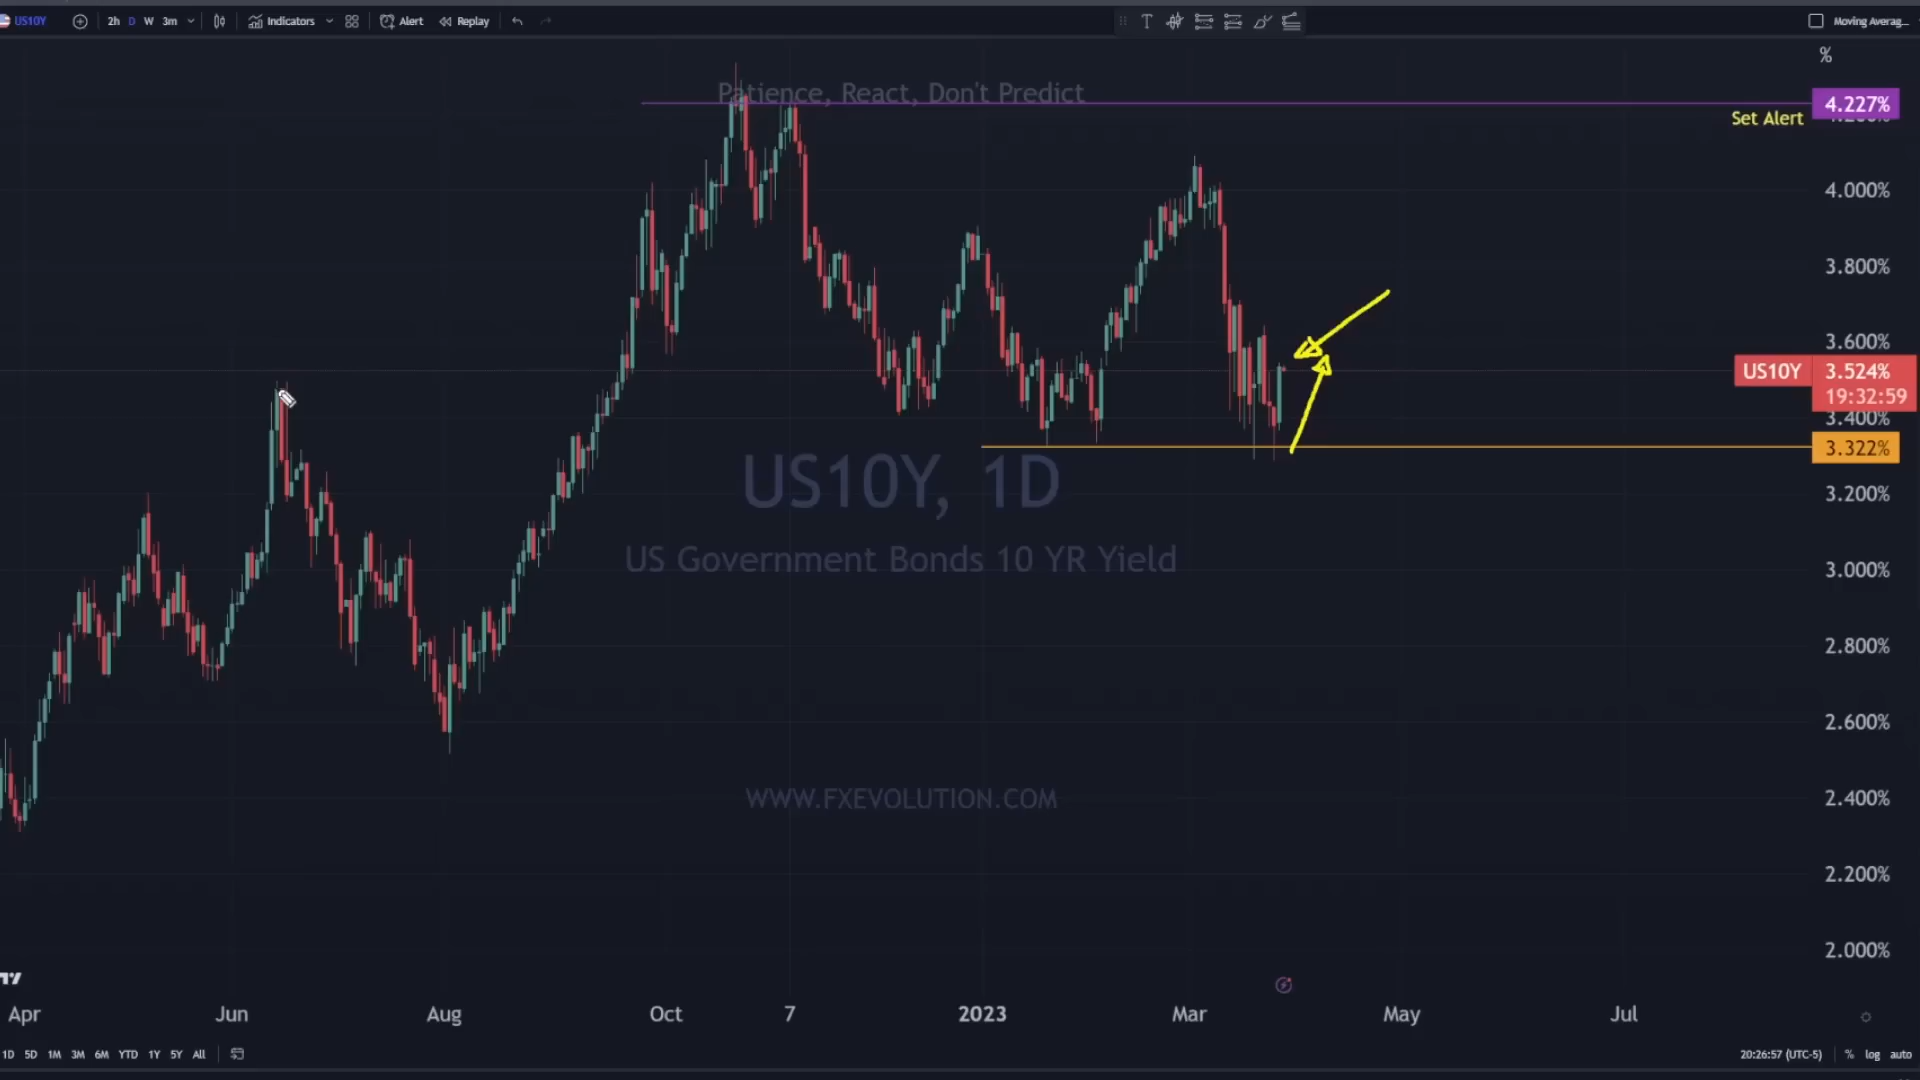 US10Y 2h D W 3m Indicators Alert Replay T Moving Averag...
%
Patience, React, Don't Predict
4.227%
Set Alert
4.000%
3.800%
3.600%
US10Y 3.524%
19:32:59
3.400%
3.322%
US10Y, 1D
3.200%
US Government Bonds 10 YR Yield
3.000%
2.800%
2.600%
WWW.FXEVOLUTION.COM
2.400%
2.200%
2.000%
Apr Jun Aug Oct 7 2023 Mar May Jul
1D 5D 1M 3M 6M YTD 1Y 5Y All 20:26:57 (UTC-5) % log auto